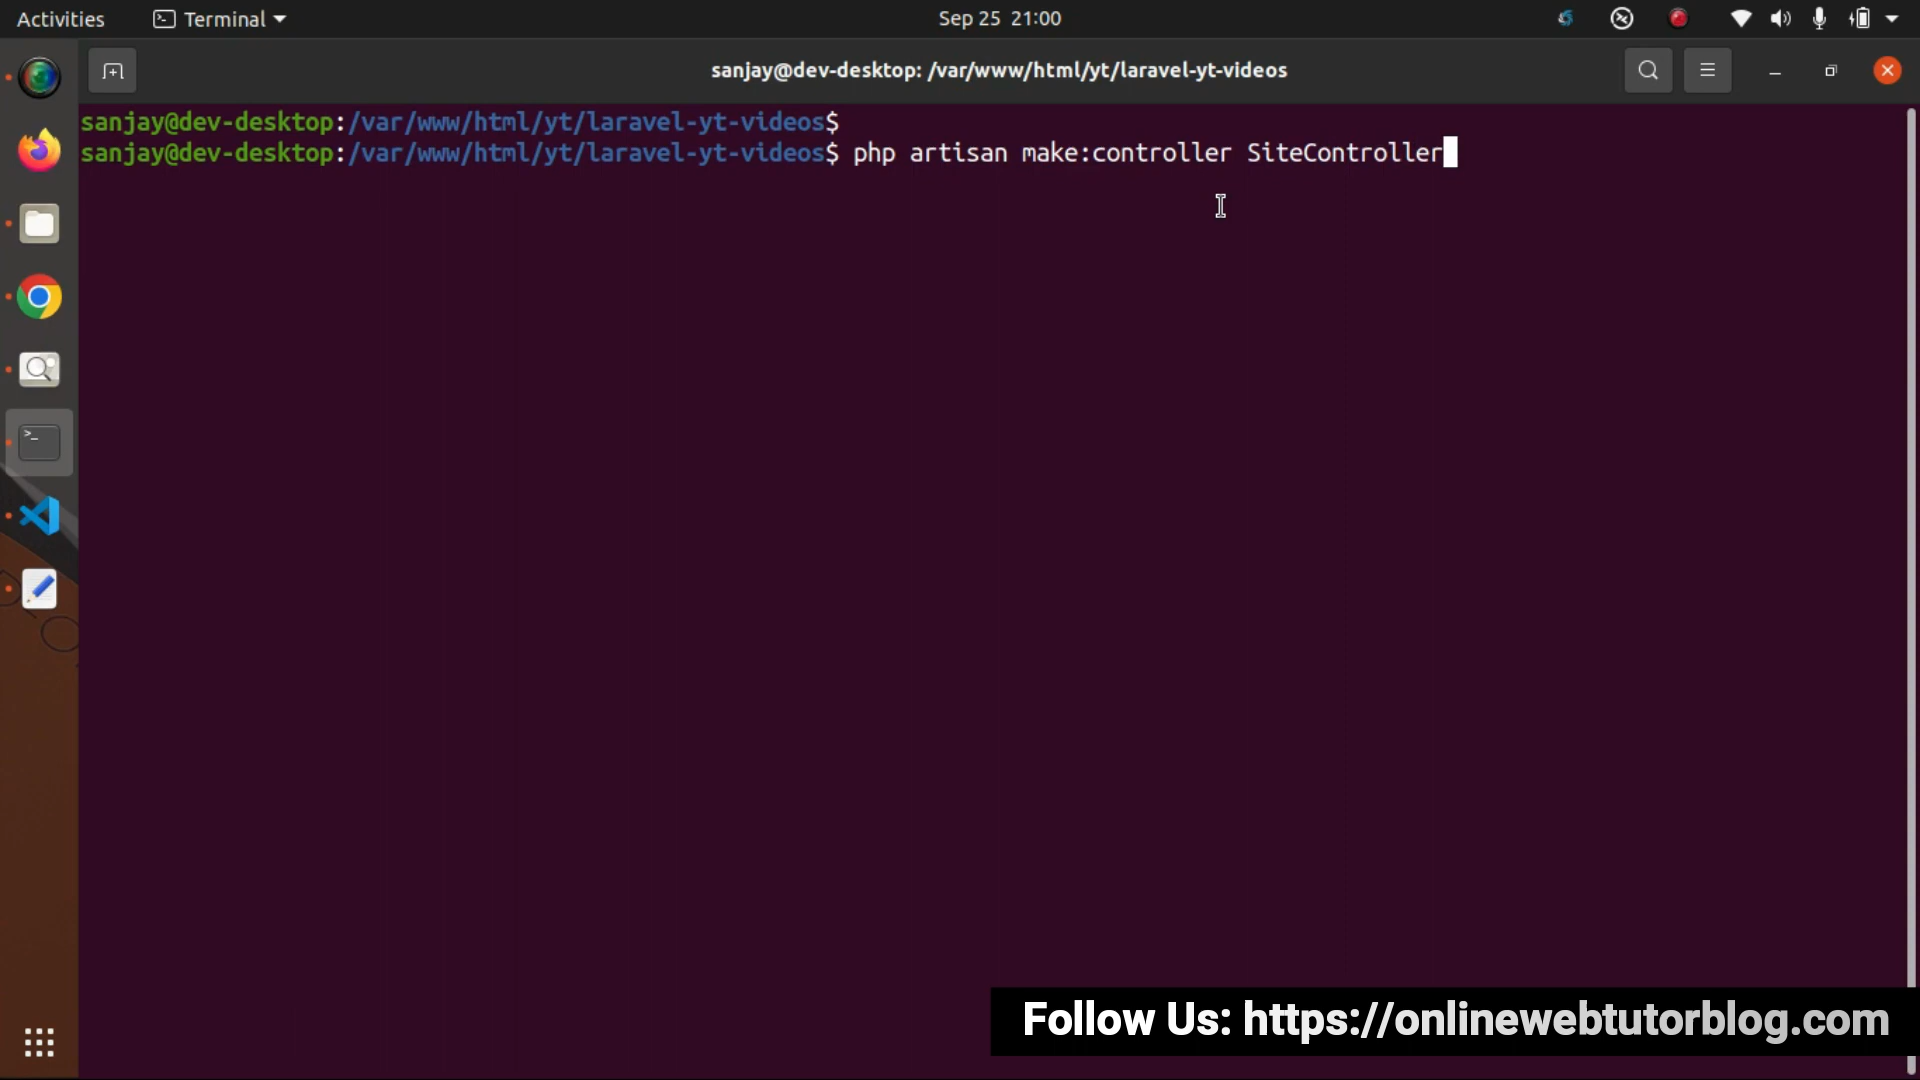 Activities
Terminal
Sep 25 21:00
sanjay@dev-desktop: /var/www/html/yt/laravel-yt-videos
sanjay@dev-desktop:/var/www/html/yt/laravel-yt-videos$
sanjay@dev-desktop:/var/www/html/yt/laravel-yt-videos$ php artisan make:controller SiteController
Follow Us: https://onlinewebtutorblog.com